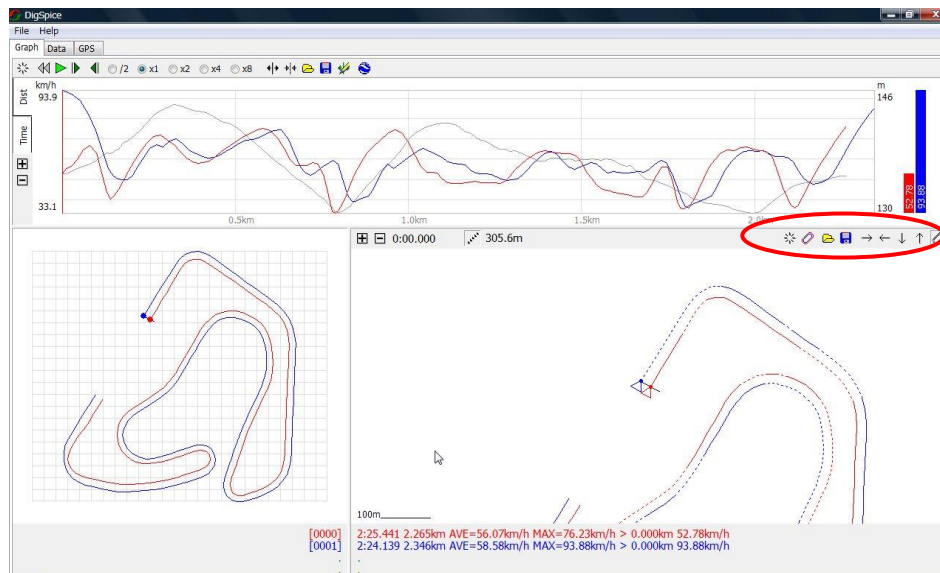 DigSpice
File Help
Graph Data GPS
/2 x1 x2 x4 x8
km/h
m
93.9
146
Dist
Time
33.1
130
0.5km 1.0km 1.5km 2.0km
52.78
93.88
0:00.000 305.6m
100m
[0000] 2:25.441 2.265km AVE=56.07km/h MAX=76.23km/h > 0.000km 52.78km/h
[0001] 2:24.139 2.346km AVE=58.58km/h MAX=93.88km/h > 0.000km 93.88km/h